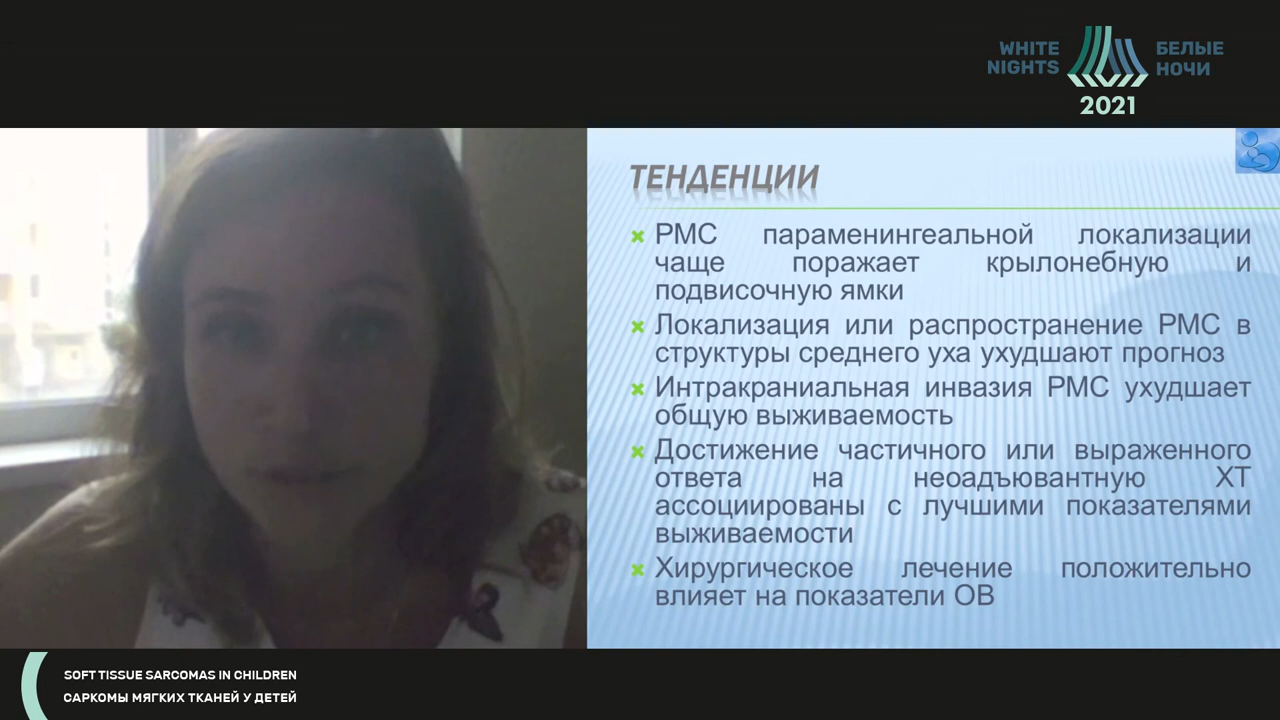 WHITE NIGHTS
БЕЛЫЕ НОЧИ
2021
ТЕНДЕНЦИИ
РМС параменингеальной локализации
чаще поражает крылонебную и
подвисочную ямки
Локализация или распространение РМС в
структуры среднего уха ухудшают прогноз
Интракраниальная инвазия РМС ухудшает
общую выживаемость
Достижение частичного или выраженного
ответа на неоадъювантную ХТ
ассоциированы с лучшими показателями
выживаемости
Хирургическое лечение положительно
влияет на показатели ОВ
SOFT TISSUE SARCOMAS IN CHILDREN
САРКОМЫ МЯГКИХ ТКАНЕЙ У ДЕТЕЙ